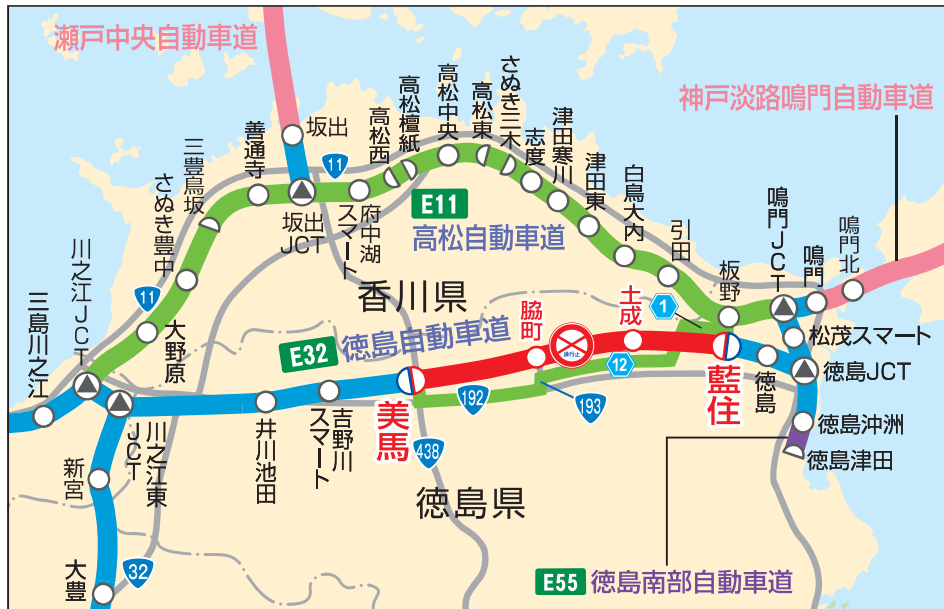 瀬戸中央自動車道
神戸淡路鳴門自動車道
坂出
善通寺
三豊鳥坂
さぬき豊中
11
坂出
JCT
府中湖
スマート
高松西
高松檀紙
高松中央
高松東
さぬき三木
志度
津田寒川
津田東
白鳥大内
引田
板野
鳴門JCT
鳴門
鳴門北
E11
高松自動車道
香川県
川之江JCT
三島川之江
11
大野原
E32
徳島自動車道
脇町
通行止
土成
1
12
藍住
徳島
松茂スマート
徳島JCT
徳島沖洲
徳島津田
美馬
192
193
438
吉野川
スマート
井川池田
川之江東
JCT
新宮
大豊
32
徳島県
E55
徳島南部自動車道